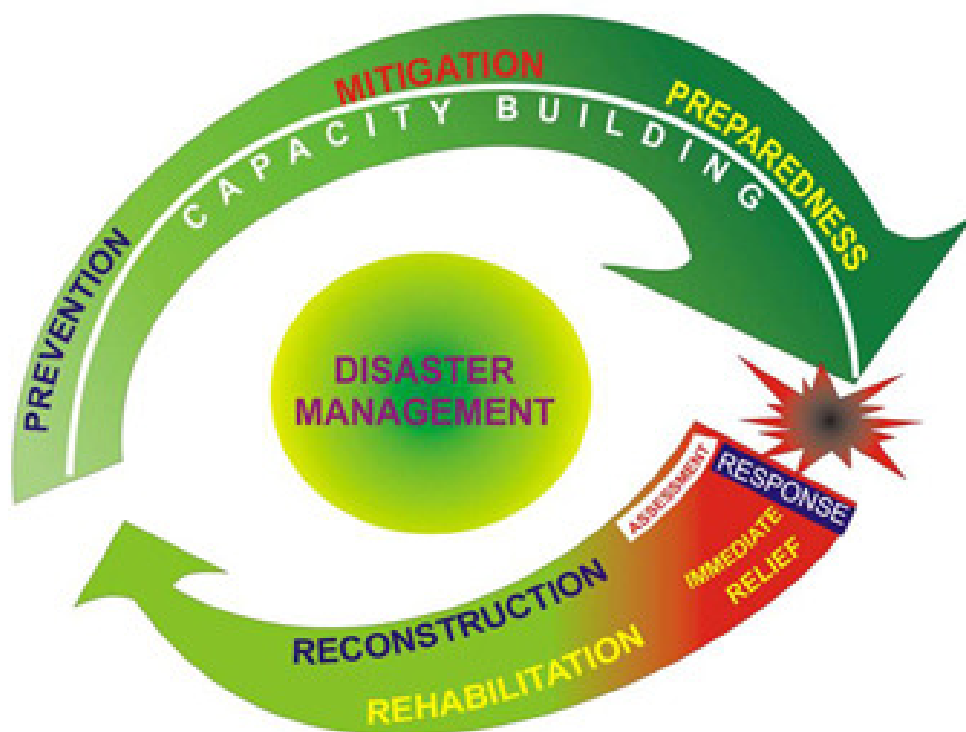 PREVENTION
MITIGATION
PREPAREDNESS
CAPACITY BUILDING
DISASTER
MANAGEMENT
RESPONSE
ASSESSMENT
IMMEDIATE
RELIEF
RECONSTRUCTION
REHABILITATION